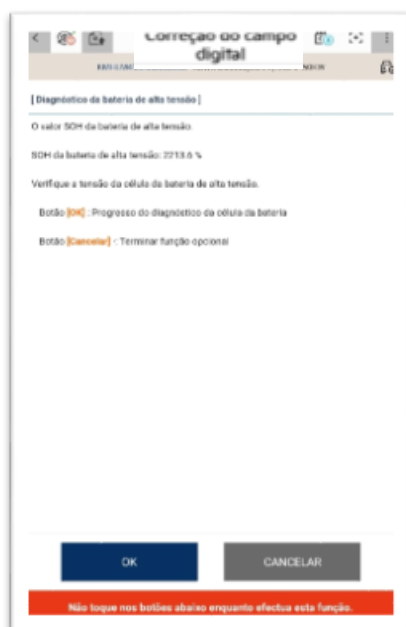 Correção do campo
digital
[ Diagnóstico da bateria de alta tensão ]
O valor SOH da bateria de alta tensão.
SOH da bateria de alta tensão: 2213.6 %
Verifique a tensão da célula da bateria de alta tensão.
Botão [OK] : Progresso do diagnóstico da célula da bateria
Botão [Cancelar] : Terminar função opcional
OK
CANCELAR
Não toque nos botões abaixo enquanto efectua esta função.